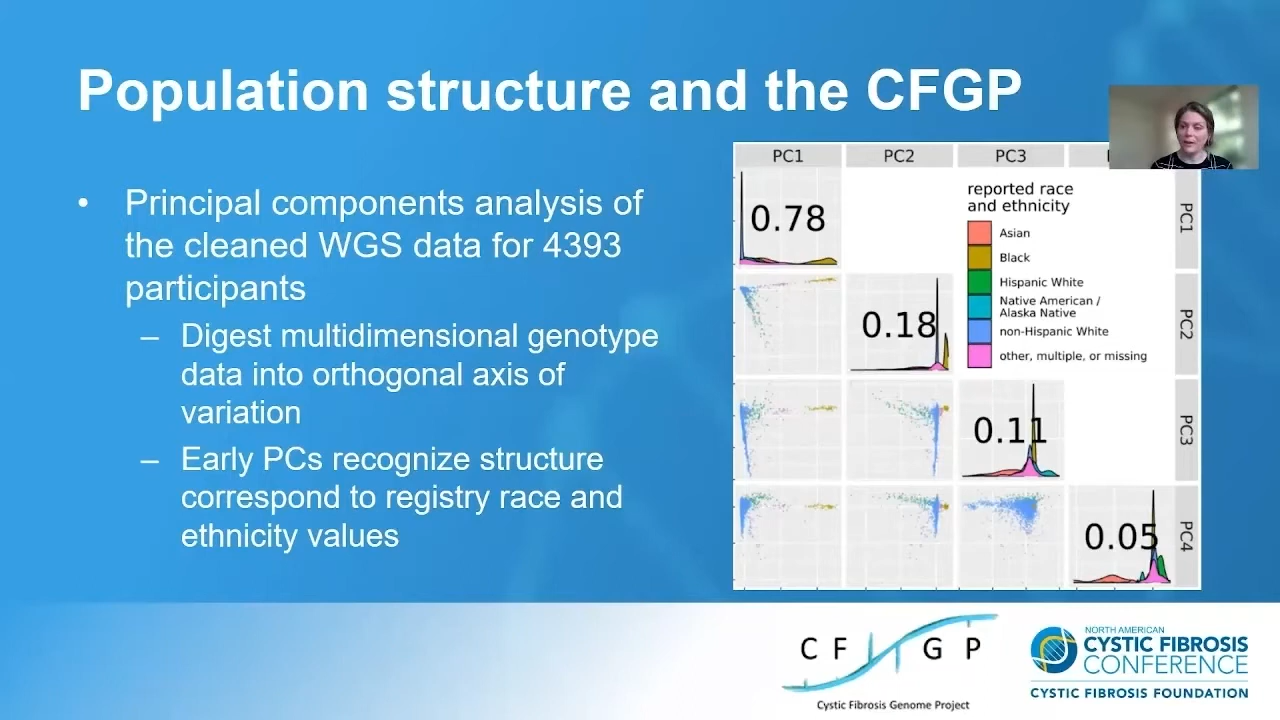 Population structure and the CFGP
• Principal components analysis of
the cleaned WGS data for 4393
participants
– Digest multidimensional genotype
data into orthogonal axis of
variation
– Early PCs recognize structure
correspond to registry race and
ethnicity values
PC1
PC2
PC3
PC1
PC2
PC3
PC4
0.78
0.18
0.11
0.05
reported race
and ethnicity
Asian
Black
Hispanic White
Native American /
Alaska Native
non-Hispanic White
other, multiple, or missing
C F G P
Cystic Fibrosis Genome Project
NORTH AMERICAN
CYSTIC FIBROSIS
CONFERENCE
CYSTIC FIBROSIS FOUNDATION